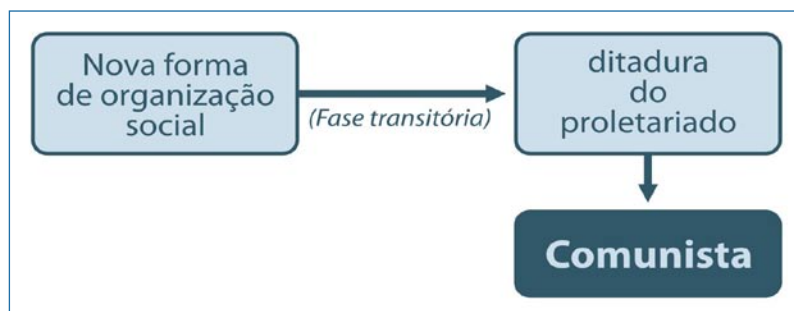 Nova forma
de organização
social
(Fase transitória)
ditadura
do
proletariado
Comunista